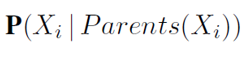 P(X_i | Parents(X_i))